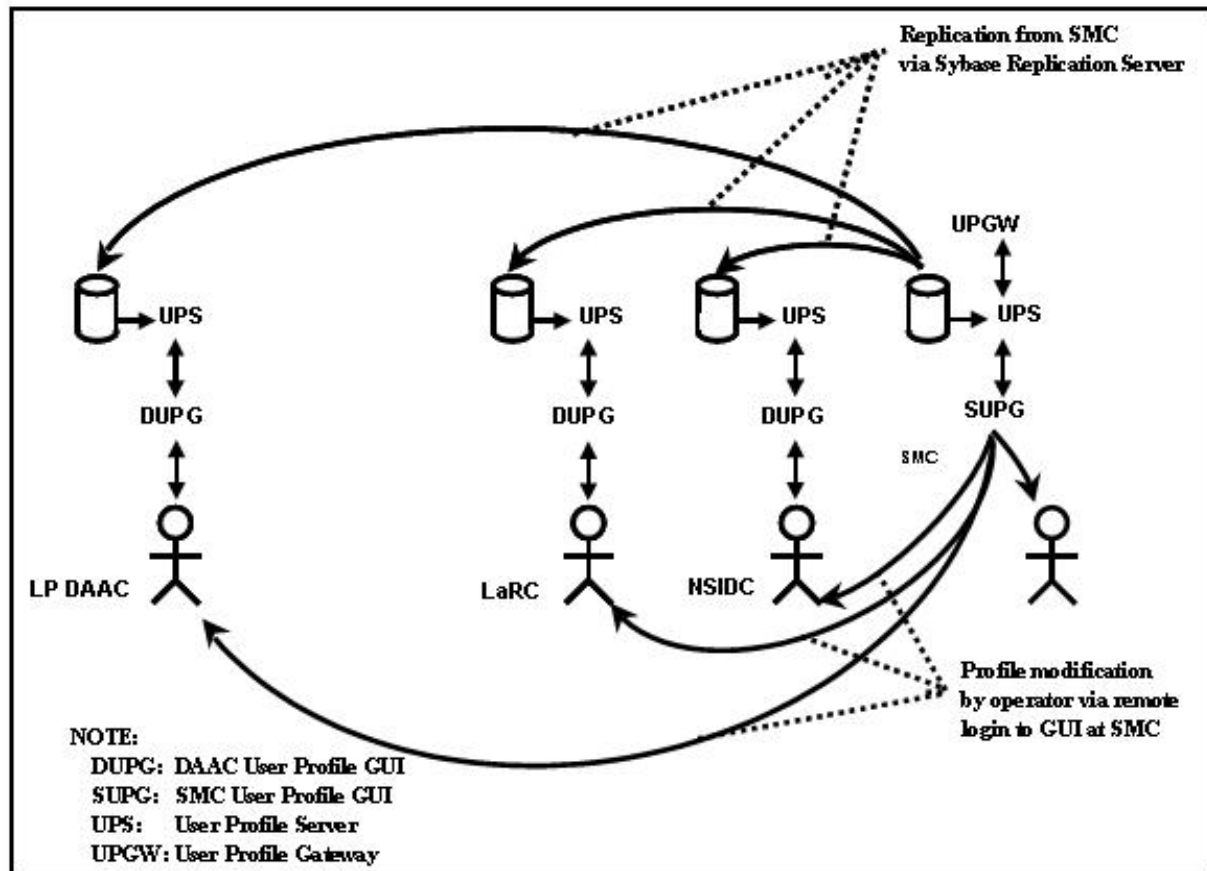 Replication from SMC
via Sybase Replication Server
UPGW
UPS
UPS
UPS
UPS
DUPG
DUPG
DUPG
SUPG
SMC
LP DAAC
LaRC
NSIDC
Profile modification
by operator via remote
login to GUI at SMC
NOTE:
DUPG: DAAC User Profile GUI
SUPG: SMC User Profile GUI
UPS: User Profile Server
UPGW: User Profile Gateway